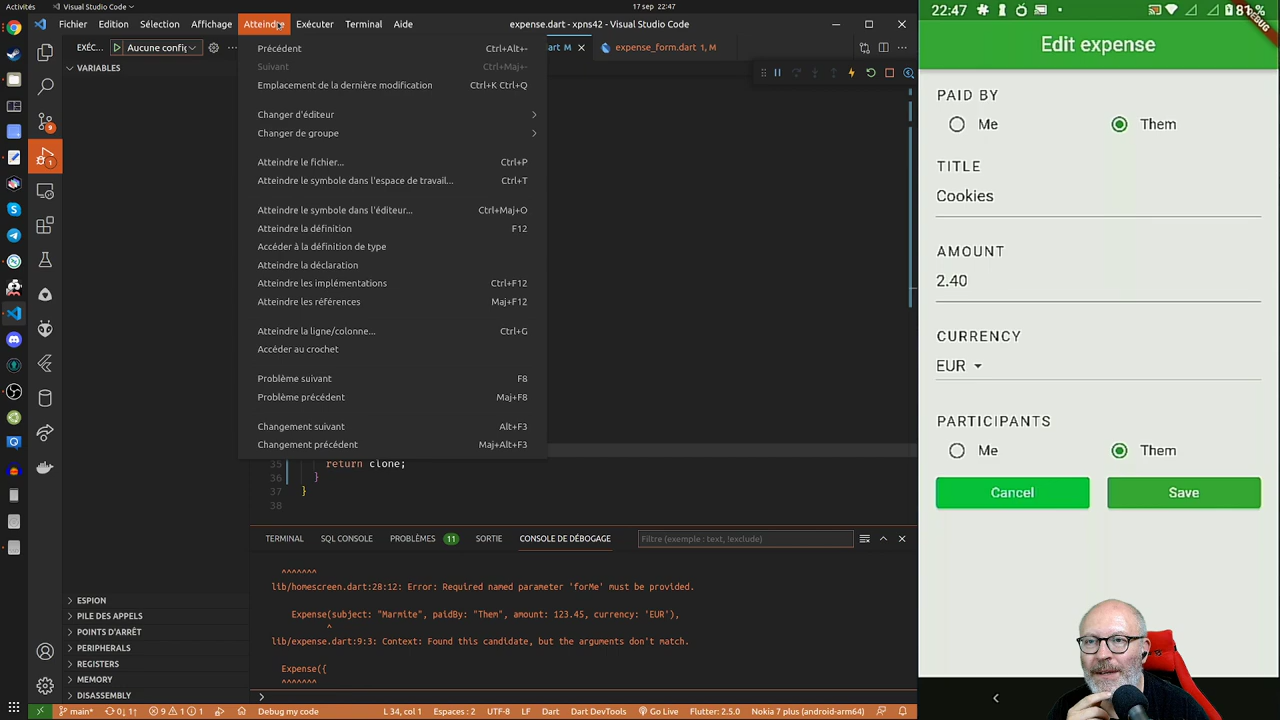 Activités
Visual Studio Code
17 sep 22:47
Fichier Edition Sélection Affichage Atteindre Exécuter Terminal Aide
expense.dart - xpns42 - Visual Studio Code
EXÉC... Aucune config
art M
expense_form.dart 1, M
VARIABLES
Précédent Ctrl+Alt+-
Suivant Ctrl+Maj+-
Emplacement de la dernière modification Ctrl+K Ctrl+Q
Changer d'éditeur
Changer de groupe
Atteindre le fichier... Ctrl+P
Atteindre le symbole dans l'espace de travail... Ctrl+T
Atteindre le symbole dans l'éditeur... Ctrl+Maj+O
Atteindre la définition F12
Accéder à la définition de type
Atteindre la déclaration
Atteindre les implémentations Ctrl+F12
Atteindre les références Maj+F12
Atteindre la ligne/colonne... Ctrl+G
Accéder au crochet
Problème suivant F8
Problème précédent Maj+F8
Changement suivant Alt+F3
Changement précédent Maj+Alt+F3
35 return clone;
36 }
37 }
38
TERMINAL SQL CONSOLE PROBLÈMES 11 SORTIE CONSOLE DE DÉBOGAGE
Filtre (exemple : text, !exclude)
^^^^^^^
lib/homescreen.dart:28:12: Error: Required named parameter 'forMe' must be provided.
Expense(subject: "Marmite", paidBy: "Them", amount: 123.45, currency: 'EUR'),
^
lib/expense.dart:9:3: Context: Found this candidate, but the arguments don't match.
Expense({
^^^^^^^
>
ESPION
PILE DES APPELS
POINTS D'ARRÊT
PERIPHERALS
REGISTERS
MEMORY
DISASSEMBLY
9
1
main* 0↓ 1↑ 9 1 1 Debug my code
L 34, col 1 Espaces : 2 UTF-8 LF Dart Dart DevTools Go Live Flutter: 2.5.0 Nokia 7 plus (android-arm64)
22:47
81%
DEBUG
Edit expense
PAID BY
Me Them
TITLE
Cookies
AMOUNT
2.40
CURRENCY
EUR
PARTICIPANTS
Me Them
Cancel Save